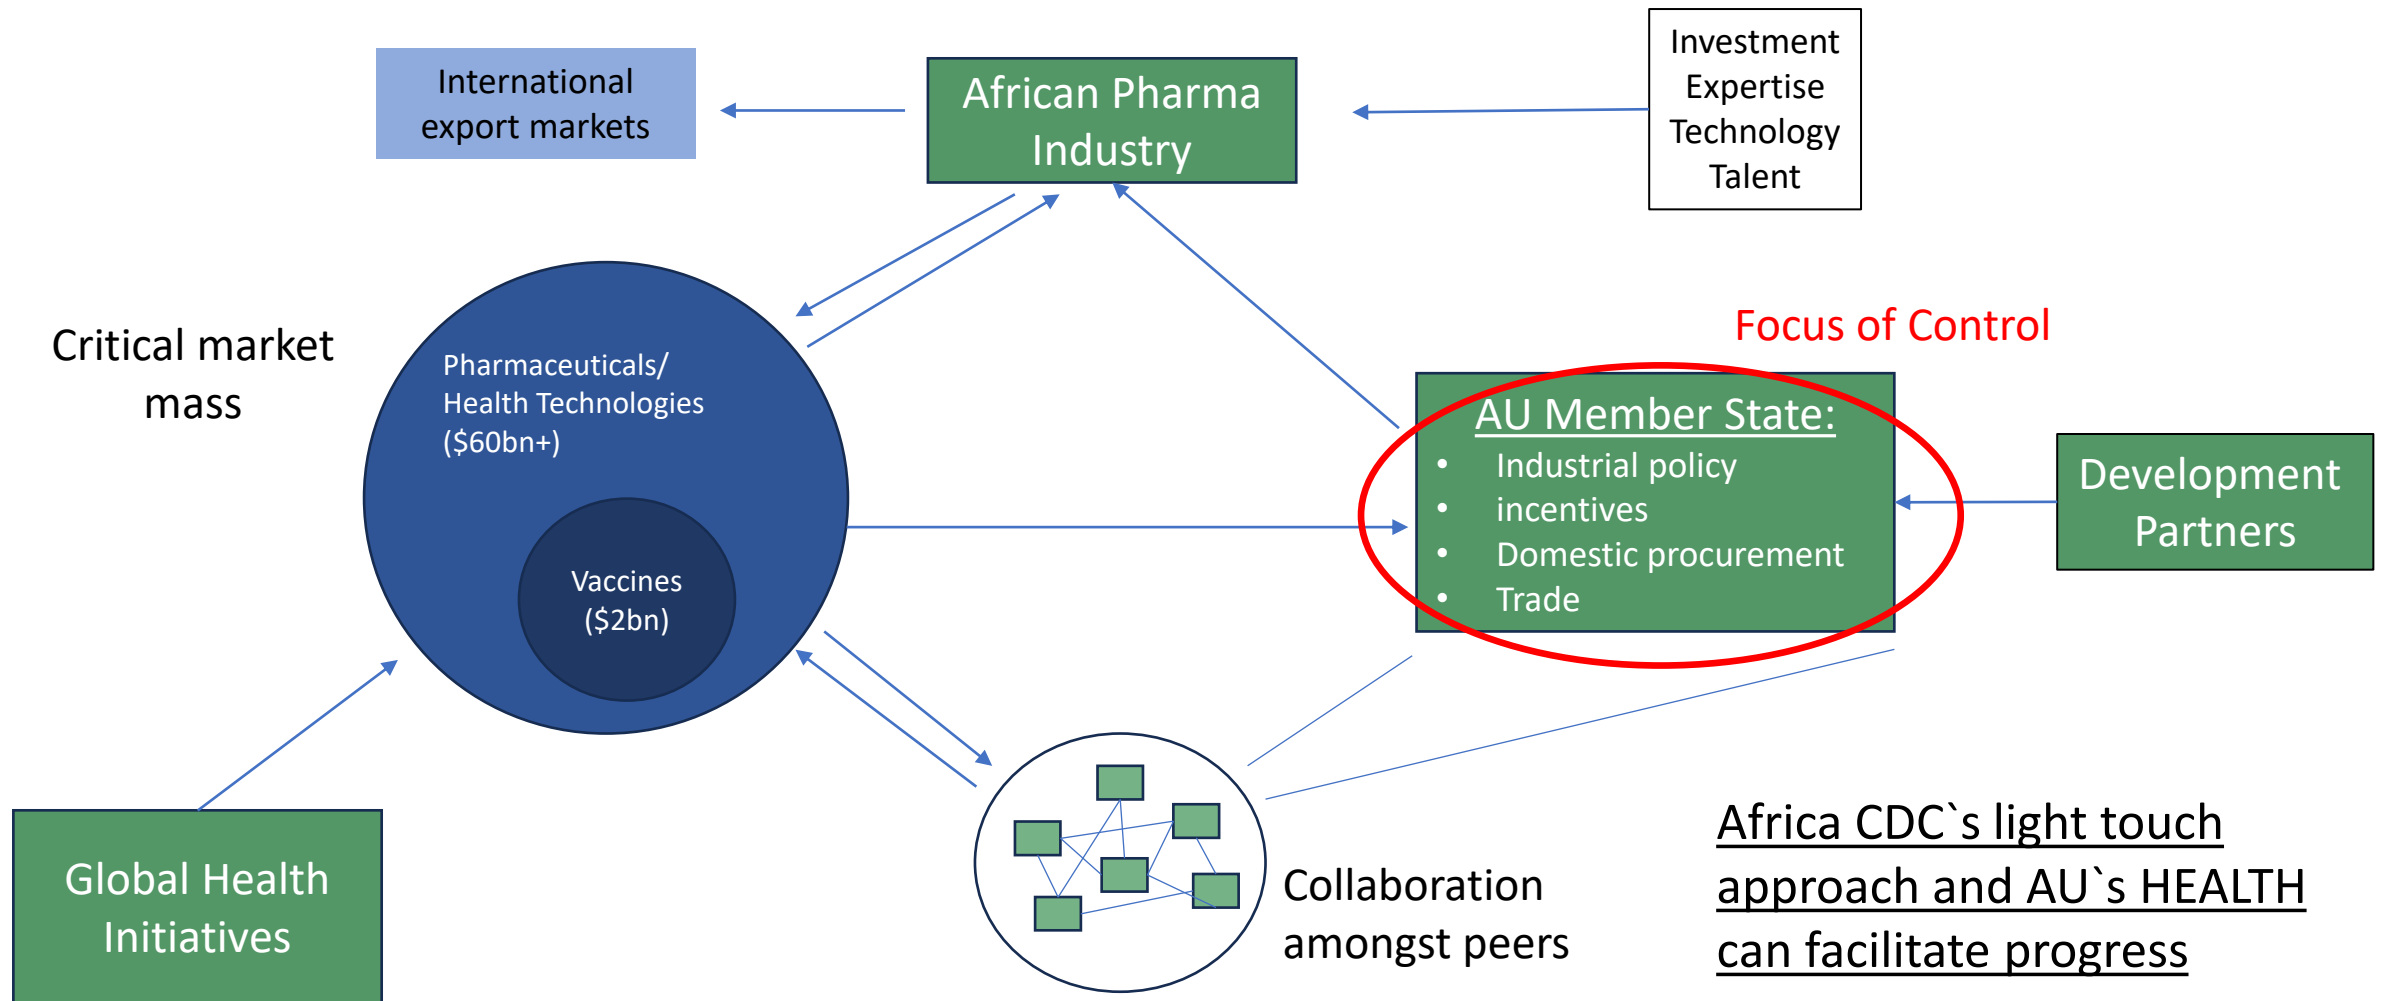 International
export markets
African Pharma
Industry
Investment
Expertise
Technology
Talent
Critical market
mass
Pharmaceuticals/
Health Technologies
($60bn+)
Vaccines
($2bn)
Focus of Control
AU Member State:
• Industrial policy
• incentives
• Domestic procurement
• Trade
Development
Partners
Global Health
Initiatives
Collaboration
amongst peers
Africa CDC`s light touch
approach and AU`s HEALTH
can facilitate progress